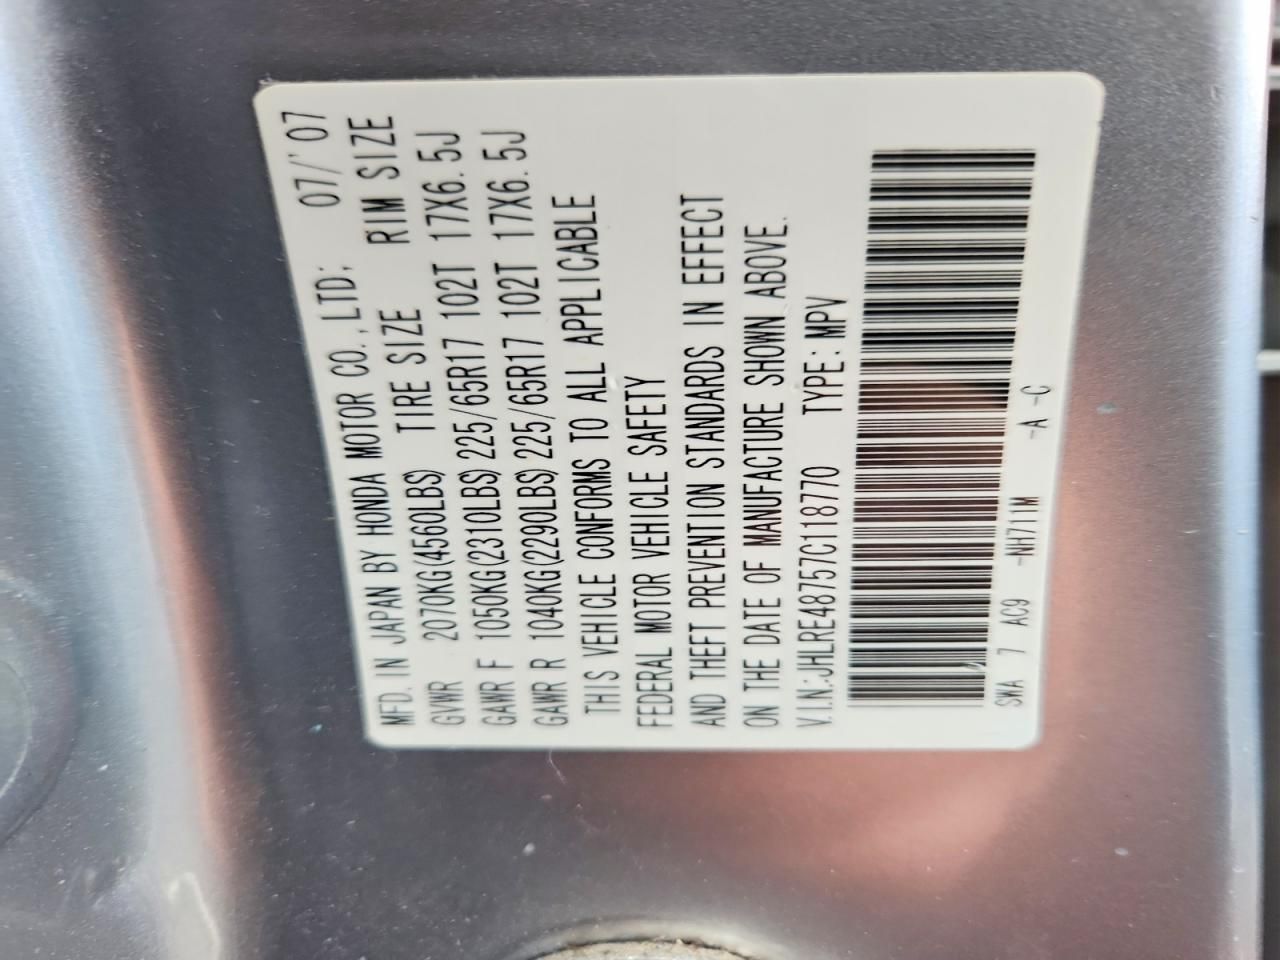 MFD. IN JAPAN BY HONDA MOTOR CO., LTD; 07/'07
GVWR 2070KG(4560LBS) TIRE SIZE RIM SIZE
GAWR F 1050KG(2310LBS) 225/65R17 102T 17X6.5J
GAWR R 1040KG(2290LBS) 225/65R17 102T 17X6.5J
THIS VEHICLE CONFORMS TO ALL APPLICABLE
FEDERAL MOTOR VEHICLE SAFETY
AND THEFT PREVENTION STANDARDS IN EFFECT
ON THE DATE OF MANUFACTURE SHOWN ABOVE.
V.I.N.:JHLRE48757C118770 TYPE:MPV
SWA 7 AC9 -NH711M -A -C